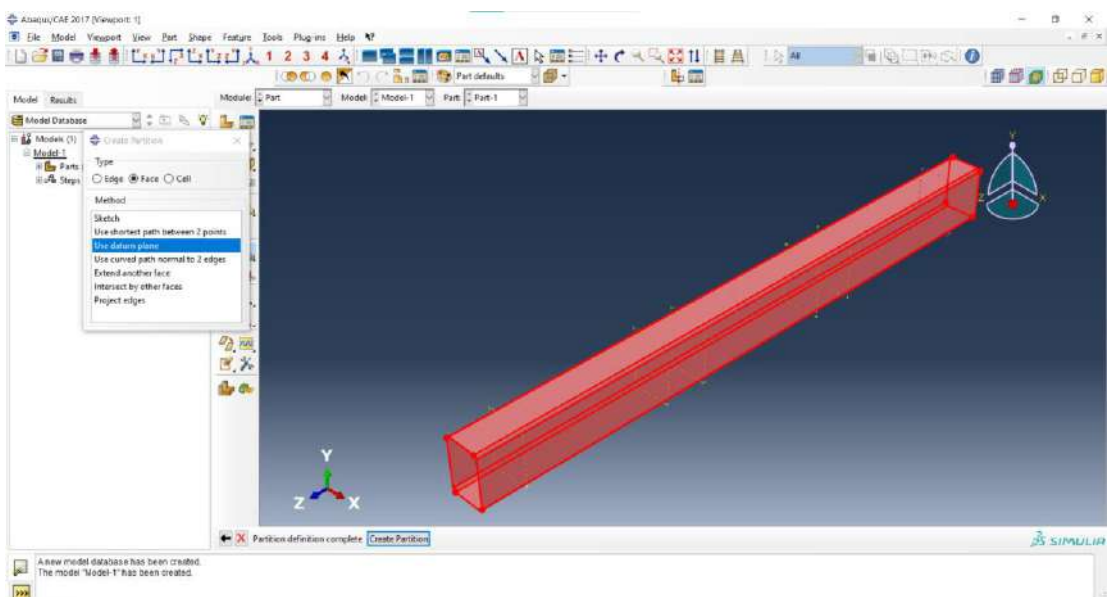 Abaqus/CAE 2017 [Viewport: 1]
File Model Viewport View Part Shape Feature Tools Plug-ins Help
1 2 3 4 A All
Part defaults
Model Results Module: Part Model: Model-1 Part: Part-1
Model Database
Models (1)
Model-1
Parts
Steps
Create Partition
Type
Edge Face Cell
Method
Sketch
Use shortest path between 2 points
Use datum plane
Use curved path normal to 2 edges
Extend another face
Intersect by other faces
Project edges
Y
Z X
Y
Z X
Partition definition complete Create Partition
SIMULIA
A new model database has been created.
The model "Model-1" has been created.